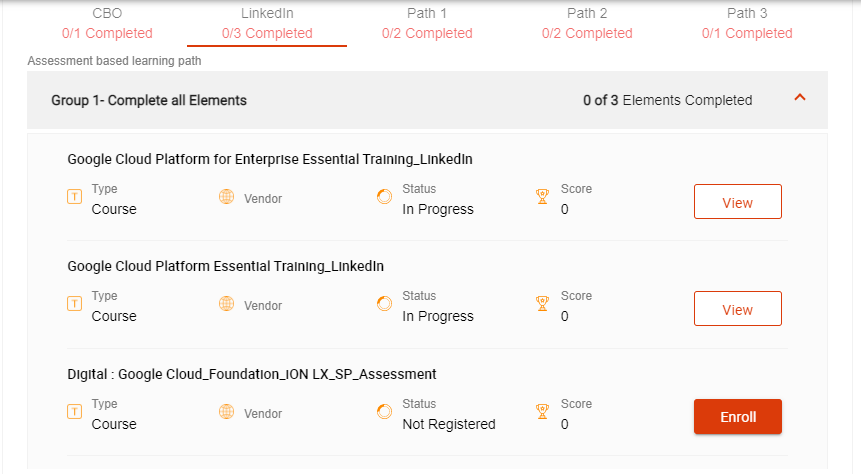 CBO LinkedIn Path 1 Path 2 Path 3
0/1 Completed 0/3 Completed 0/2 Completed 0/2 Completed 0/1 Completed
Assessment based learning path
Group 1- Complete all Elements 0 of 3 Elements Completed
Google Cloud Platform for Enterprise Essential Training_LinkedIn
T Type Vendor Status Score
Course In Progress 0 View
Google Cloud Platform Essential Training_LinkedIn
T Type Vendor Status Score
Course In Progress 0 View
Digital : Google Cloud_Foundation_iON LX_SP_Assessment
T Type Vendor Status Score
Course Not Registered 0 Enroll